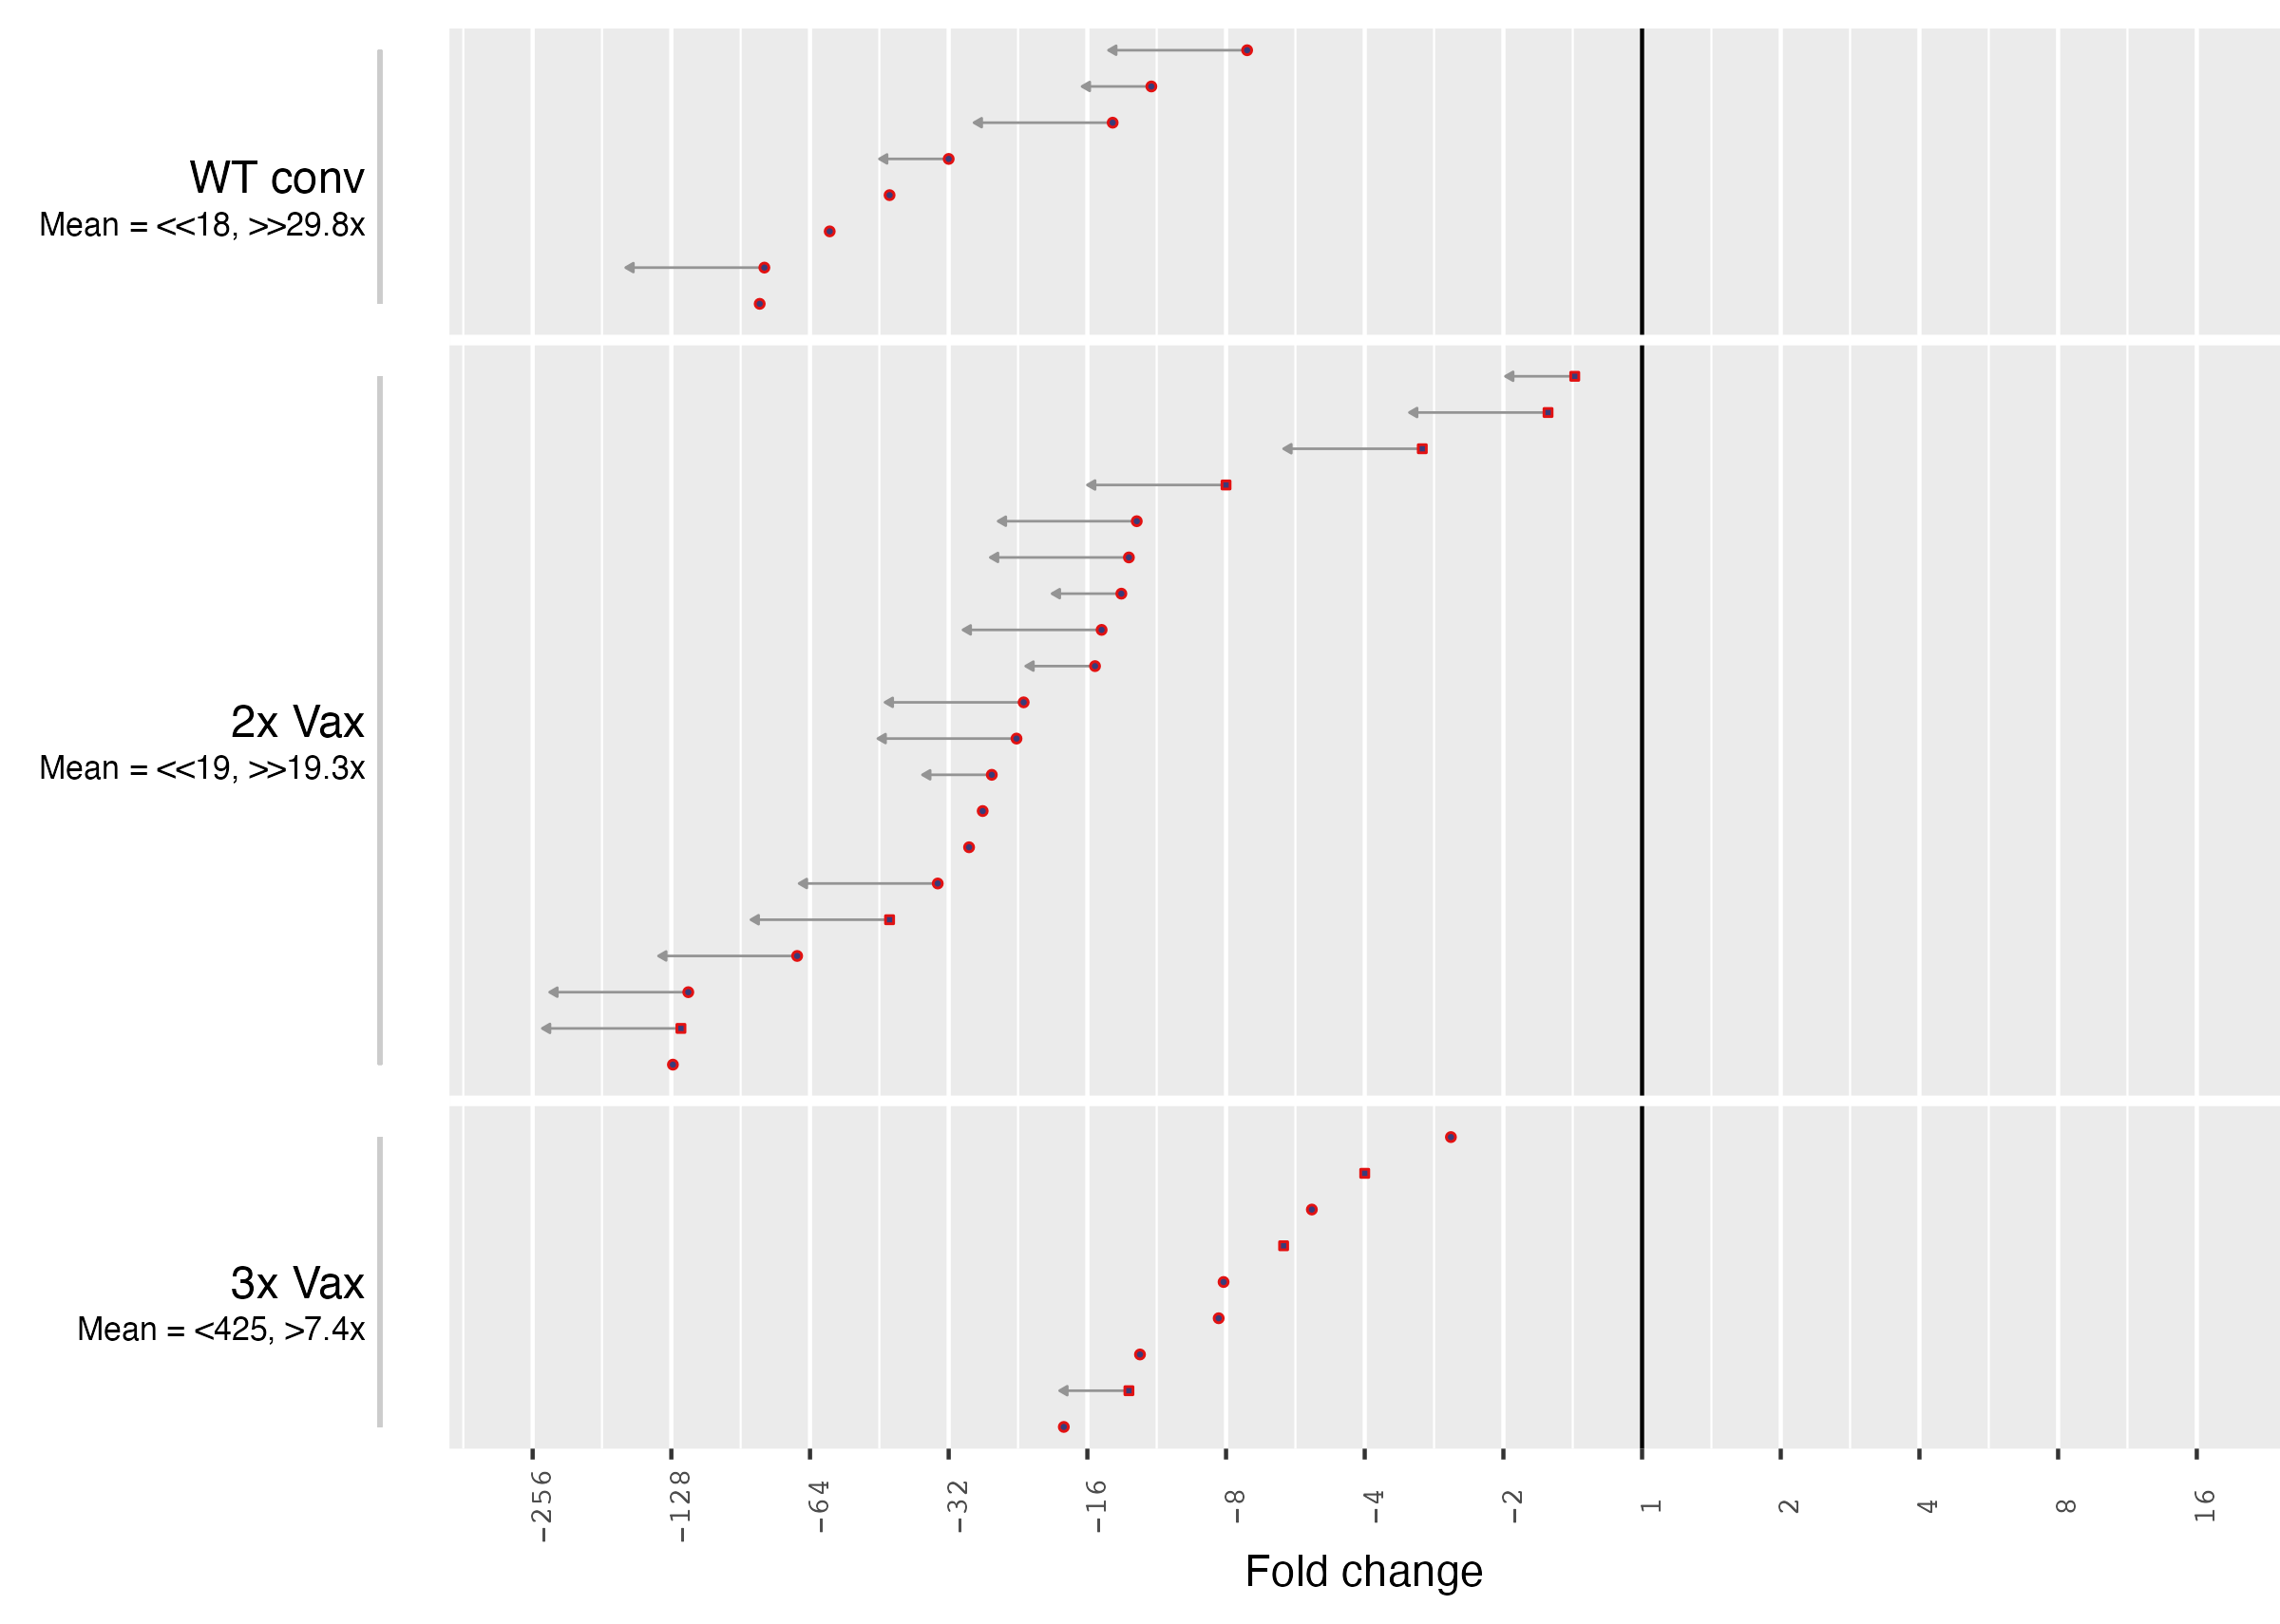 WT conv
Mean = <<18, >>29.8x
2x Vax
Mean = <<19, >>19.3x
3x Vax
Mean = <425, >7.4x
-256 -128 -64 -32 -16 -8 -4 -2 1 2 4 8 16
Fold change